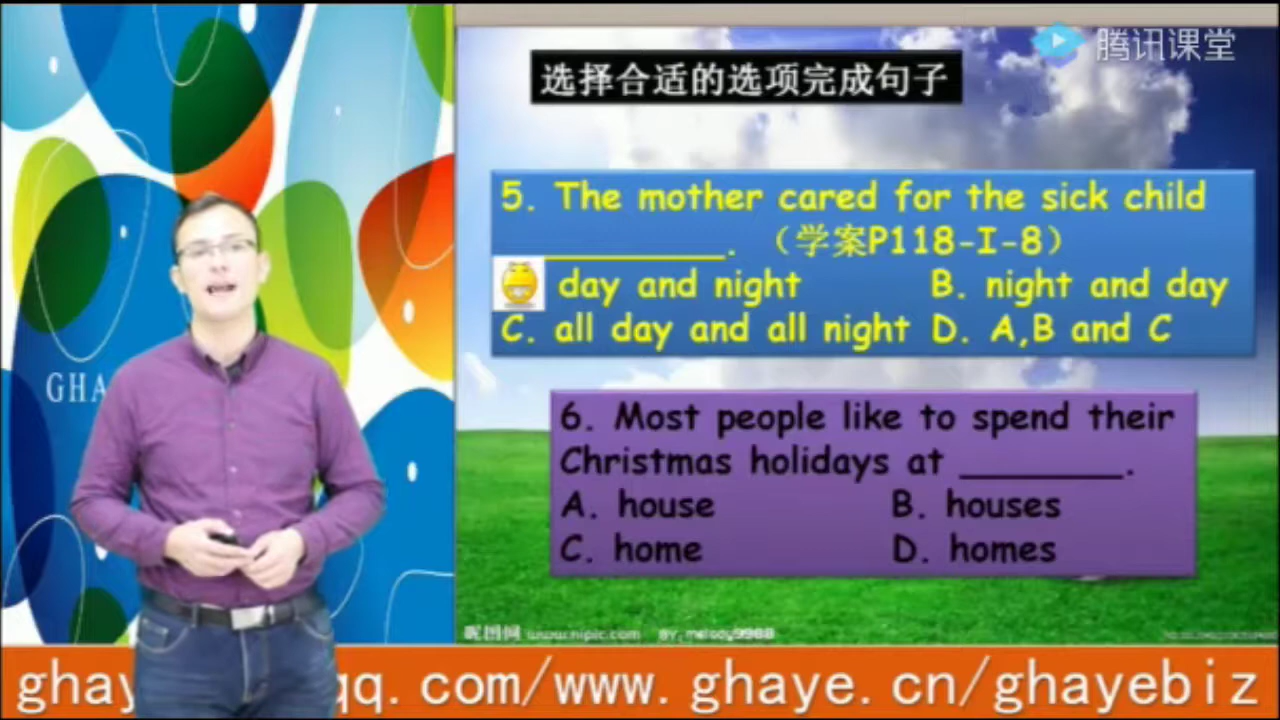 腾讯课堂
选择合适的选项完成句子
5. The mother cared for the sick child
________. （学案P118-I-8）
day and night B. night and day
C. all day and all night D. A,B and C
GHA
6. Most people like to spend their
Christmas holidays at _______.
A. house B. houses
C. home D. homes
昵图网 www.nipic.com BY:melody9988
ghay qq.com/www.ghaye.cn/ghayebiz